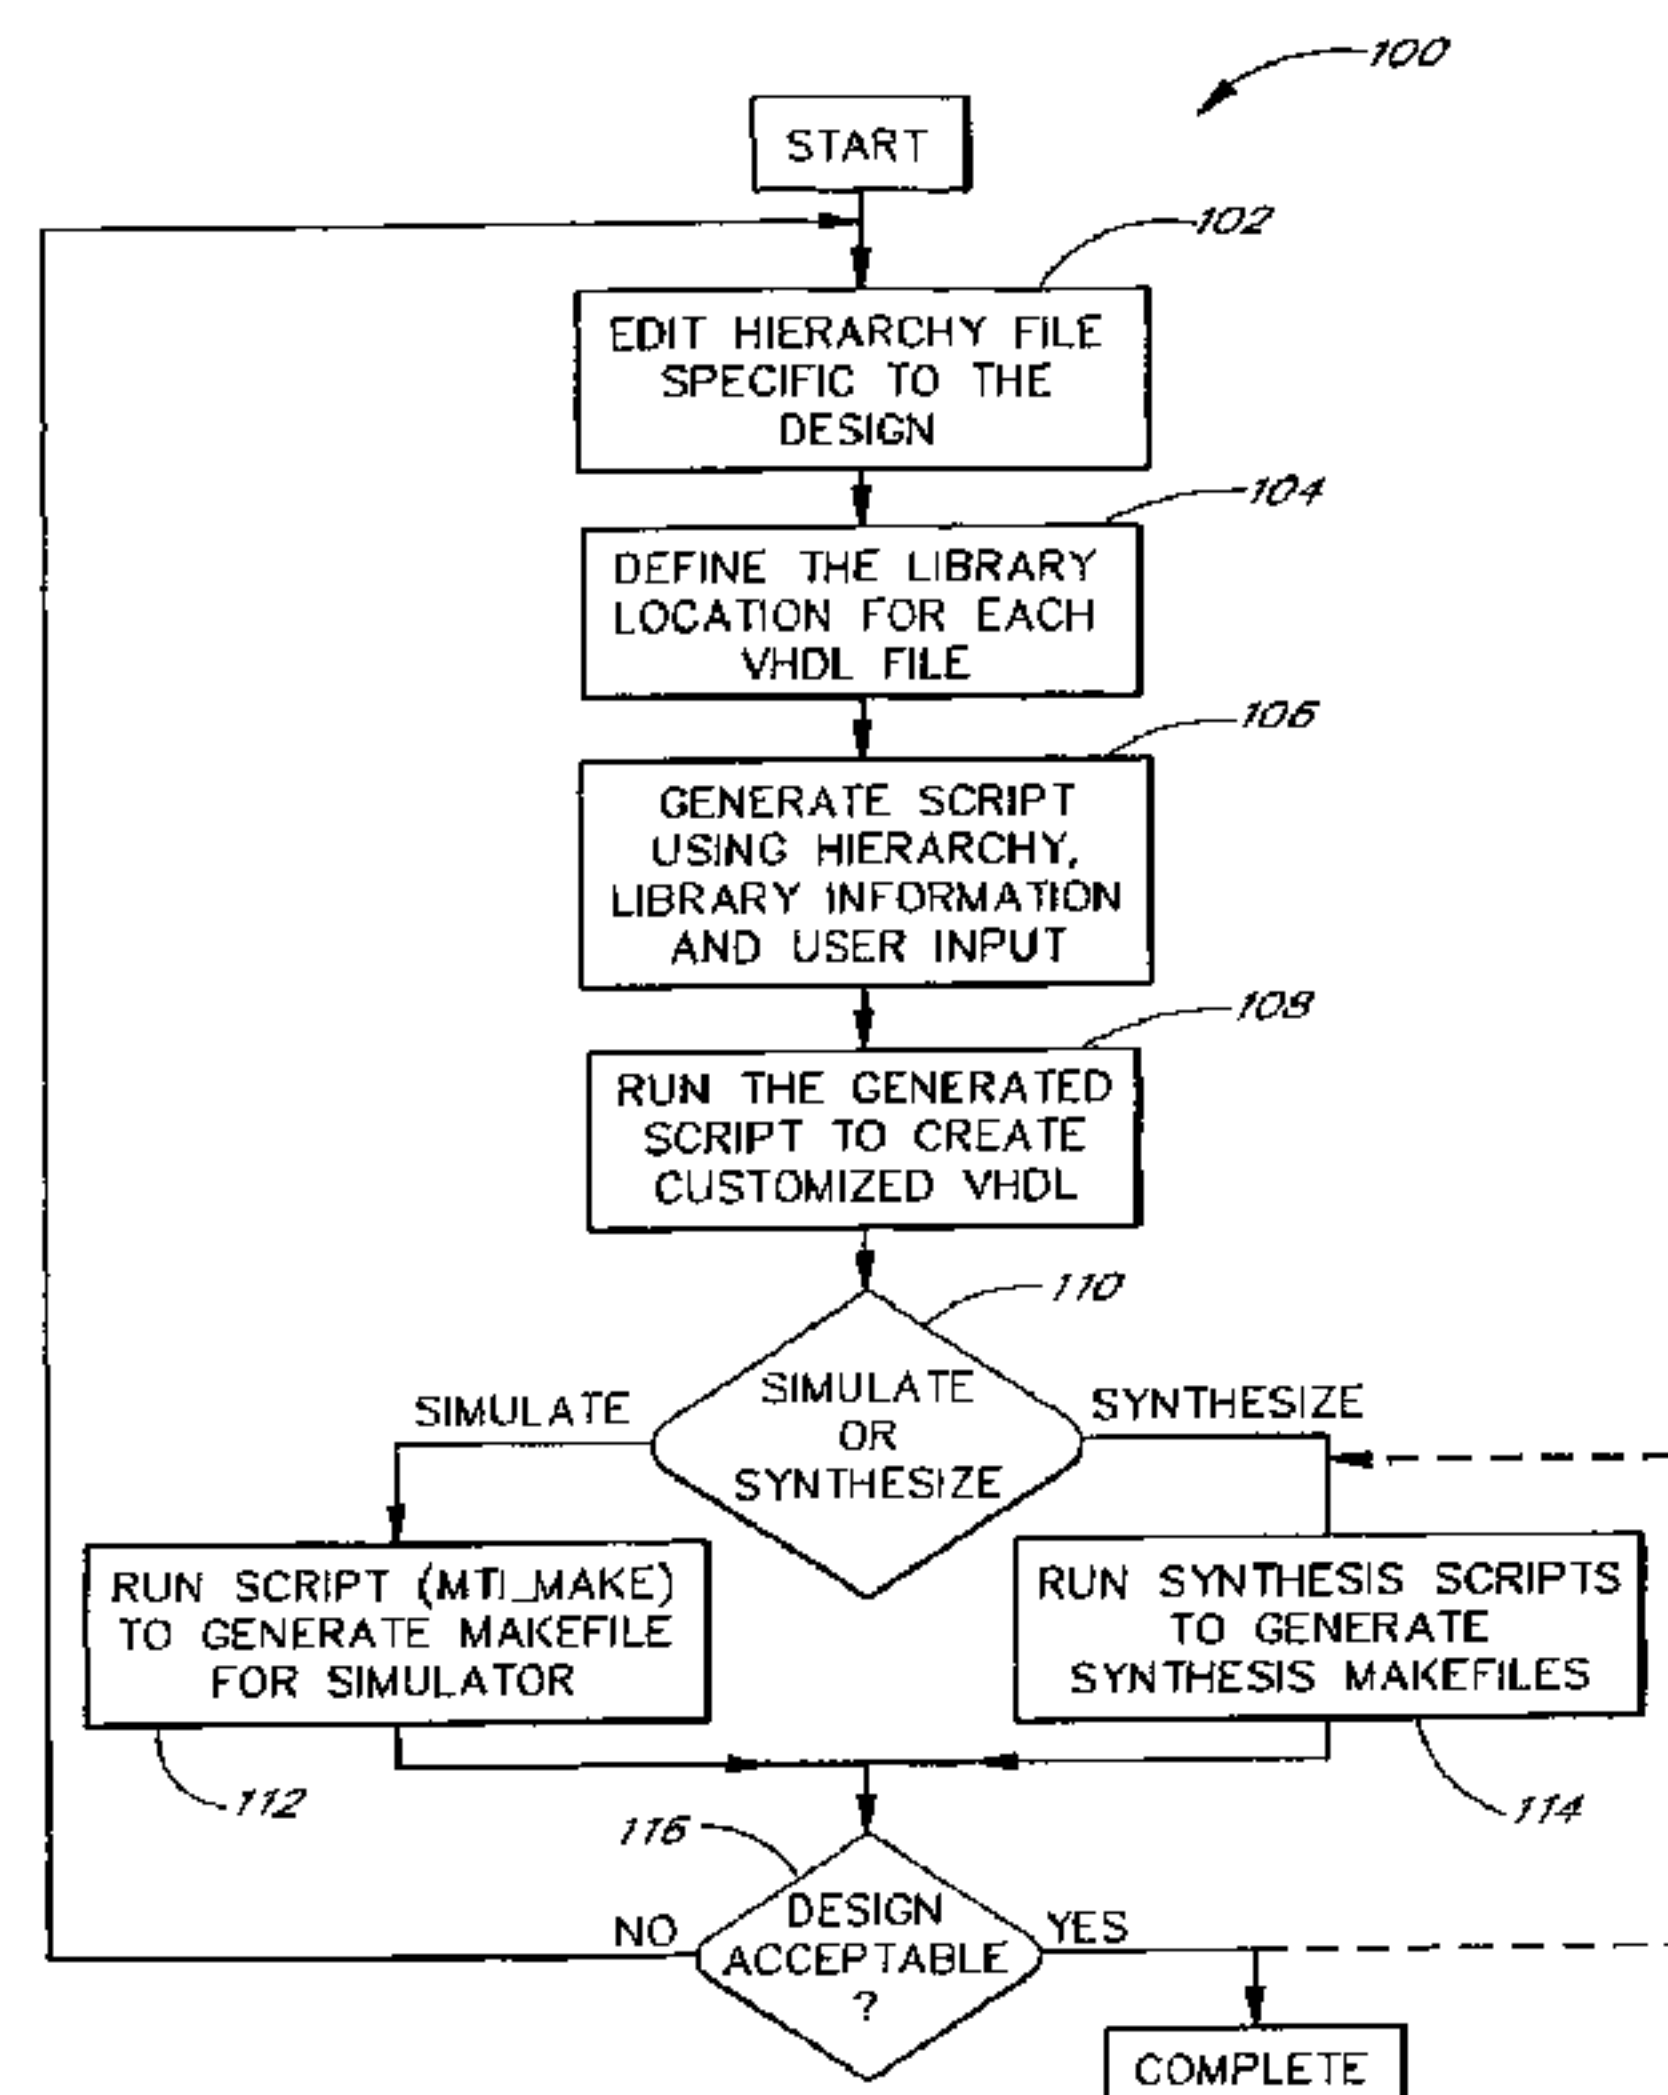 100
START
102
EDIT HIERARCHY FILE
SPECIFIC TO THE
DESIGN
104
DEFINE THE LIBRARY
LOCATION FOR EACH
VHDL FILE
106
GENERATE SCRIPT
USING HIERARCHY,
LIBRARY INFORMATION
AND USER INPUT
108
RUN THE GENERATED
SCRIPT TO CREATE
CUSTOMIZED VHDL
110
SIMULATE
OR
SYNTHESIZE
SIMULATE
SYNTHESIZE
RUN SCRIPT (MTI_MAKE)
TO GENERATE MAKEFILE
FOR SIMULATOR
RUN SYNTHESIS SCRIPTS
TO GENERATE
SYNTHESIS MAKEFILES
112
114
116
DESIGN
ACCEPTABLE
?
NO
YES
COMPLETE